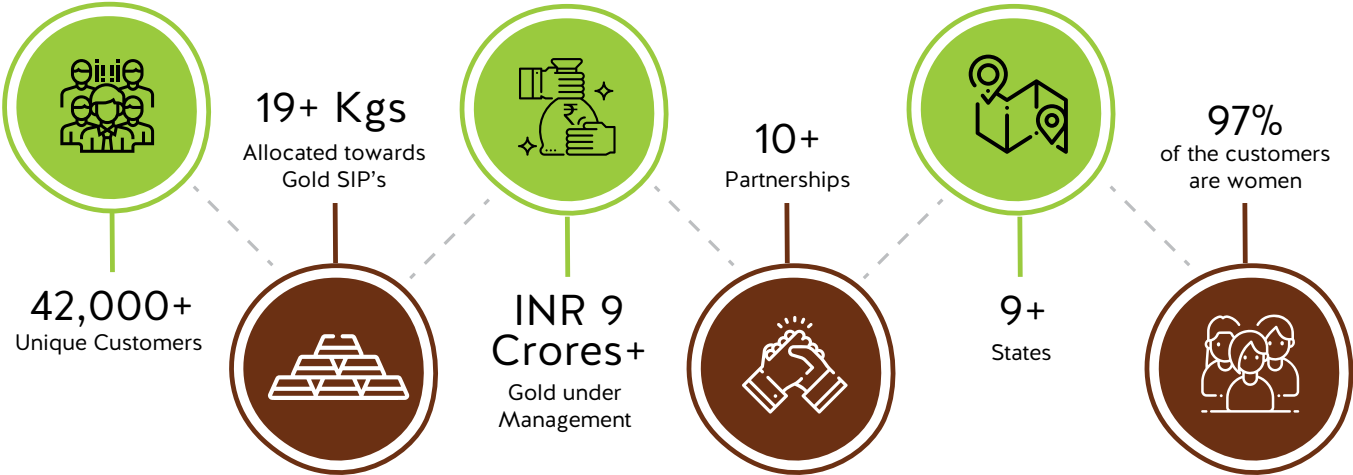 42,000+
Unique Customers
19+ Kgs
Allocated towards
Gold SIP's
INR 9
Crores+
Gold under
Management
10+
Partnerships
9+
States
97%
of the customers
are women